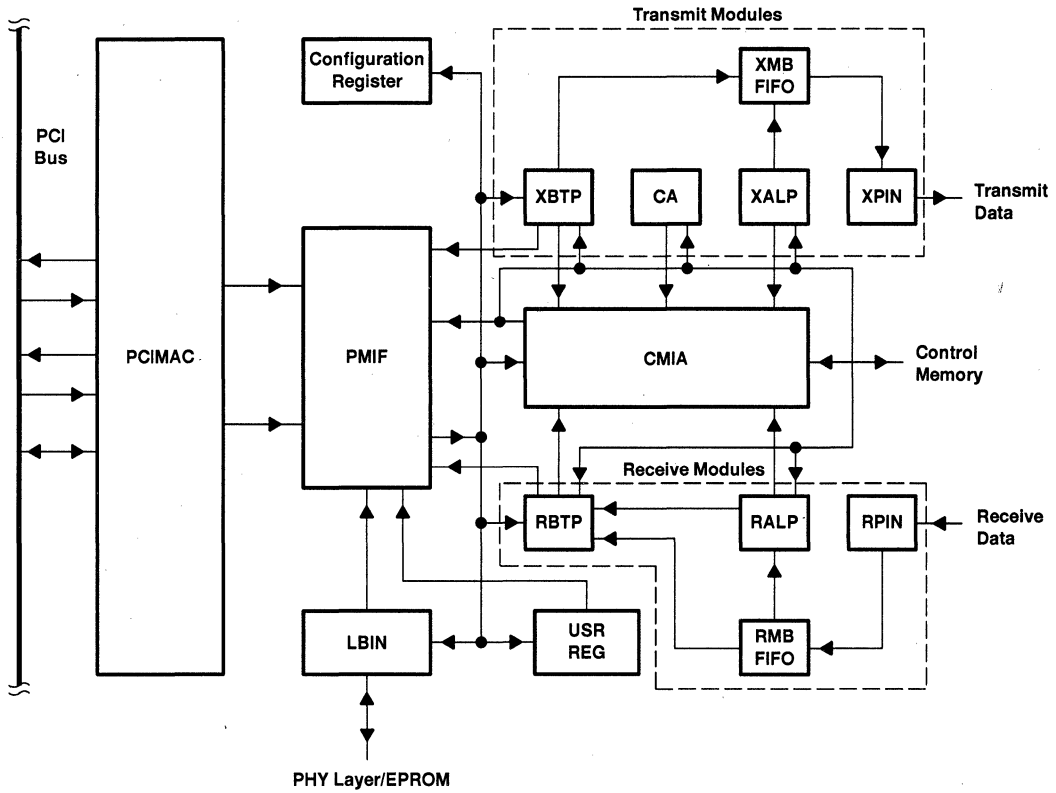 Transmit Modules
Configuration
Register
XMB
FIFO
PCI
Bus
XBTP
CA
XALP
XPIN
Transmit
Data
PCIMAC
PMIF
CMIA
Control
Memory
Receive Modules
RBTP
RALP
RPIN
Receive
Data
LBIN
USR
REG
RMB
FIFO
PHY Layer/EPROM